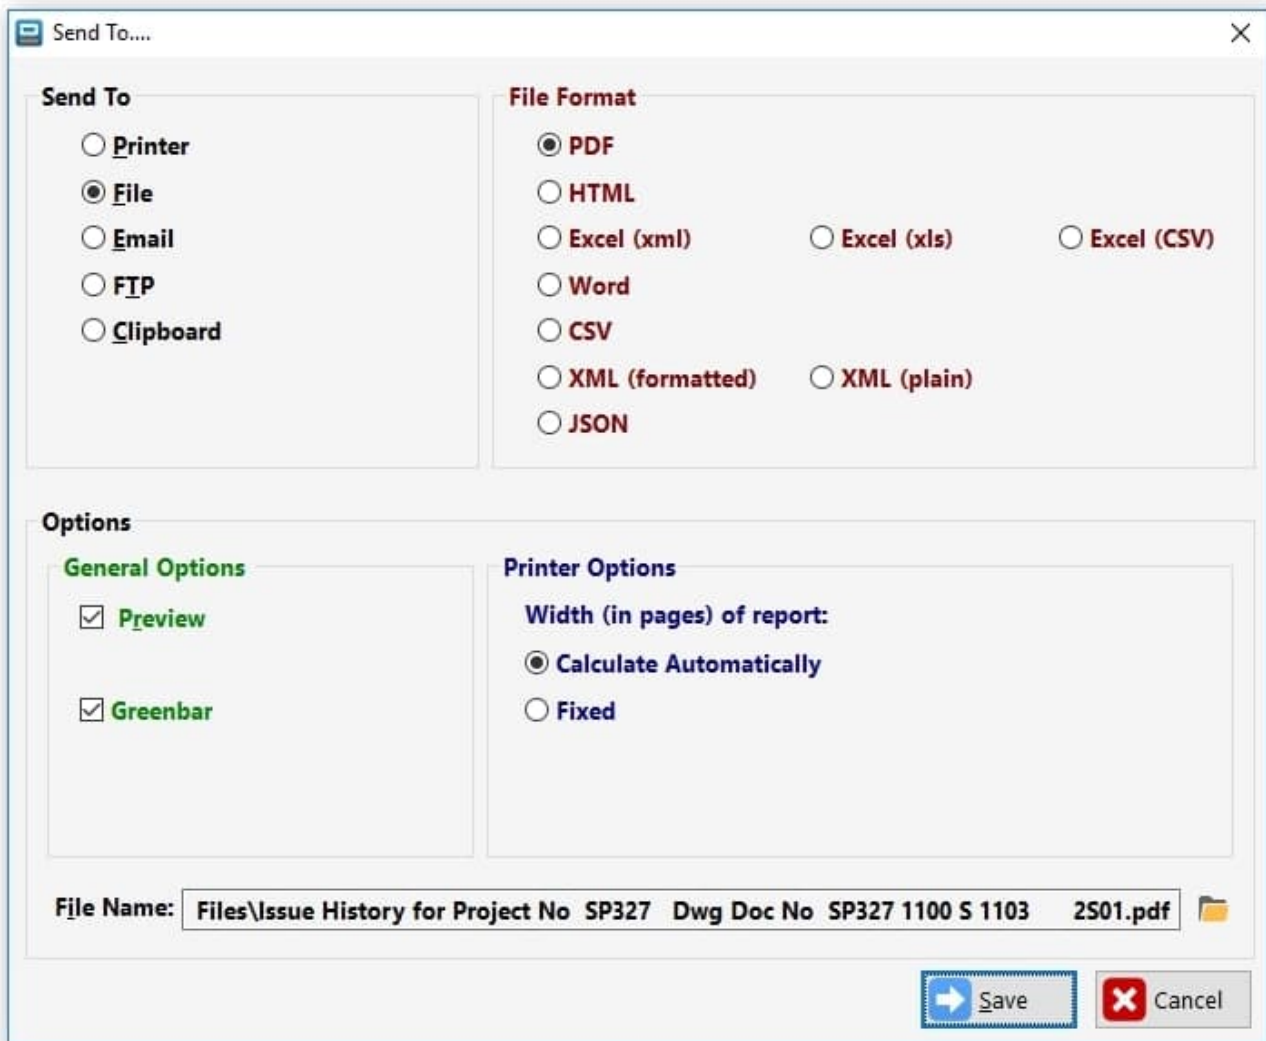 Send To....
Send To
Printer
File
Email
FTP
Clipboard
File Format
PDF
HTML
Excel (xml) Excel (xls) Excel (CSV)
Word
CSV
XML (formatted) XML (plain)
JSON
Options
General Options
Preview
Greenbar
Printer Options
Width (in pages) of report:
Calculate Automatically
Fixed
File Name: Files\Issue History for Project No SP327 Dwg Doc No SP327 1100 S 1103 2S01.pdf
Save Cancel